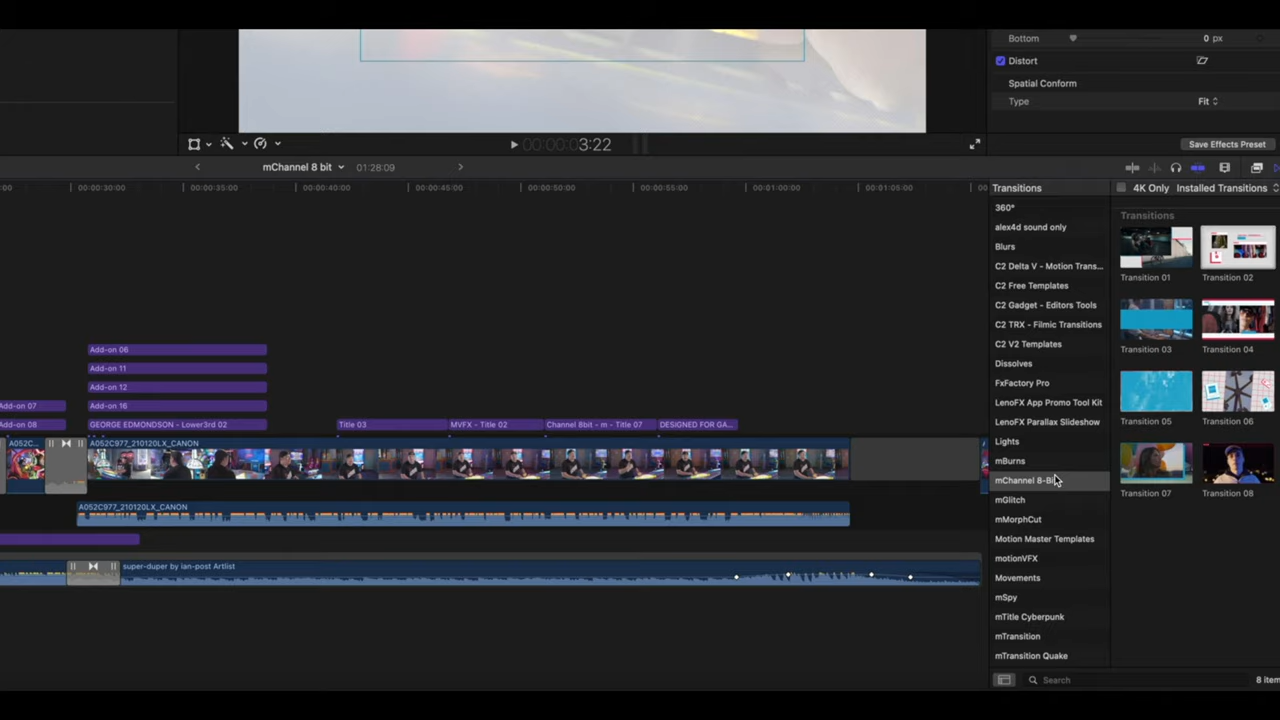 Bottom 0 px
Distort
Spatial Conform
Type Fit
00:00:00:03:22
Save Effects Preset
mChannel 8 bit 01:28:09
:00 00:00:30:00 00:00:35:00 00:00:40:00 00:00:45:00 00:00:50:00 00:00:55:00 00:01:00:00 00:01:05:00 00
Transitions
4K Only Installed Transitions
360°
alex4d sound only
Blurs
C2 Delta V - Motion Trans...
C2 Free Templates
C2 Gadget - Editors Tools
C2 TRX - Filmic Transitions
C2 V2 Templates
Dissolves
FxFactory Pro
LenoFX App Promo Tool Kit
LenoFX Parallax Slideshow
Lights
mBurns
mChannel 8-Bit
mGlitch
mMorphCut
Motion Master Templates
motionVFX
Movements
mSpy
mTitle Cyberpunk
mTransition
mTransition Quake
Transitions
Transition 01 Transition 02
Transition 03 Transition 04
Transition 05 Transition 06
Transition 07 Transition 08
Search
8 item
Add-on 06
Add-on 11
Add-on 12
Add-on 07 Add-on 16
Add-on 08 GEORGE EDMONDSON - Lower3rd 02 Title 03 MVFX - Title 02 Channel 8bit - m - Title 07 DESIGNED FOR GA...
A052C... A052C977_210120LX_CANON
A052C977_210120LX_CANON
super-duper by ian-post Artlist